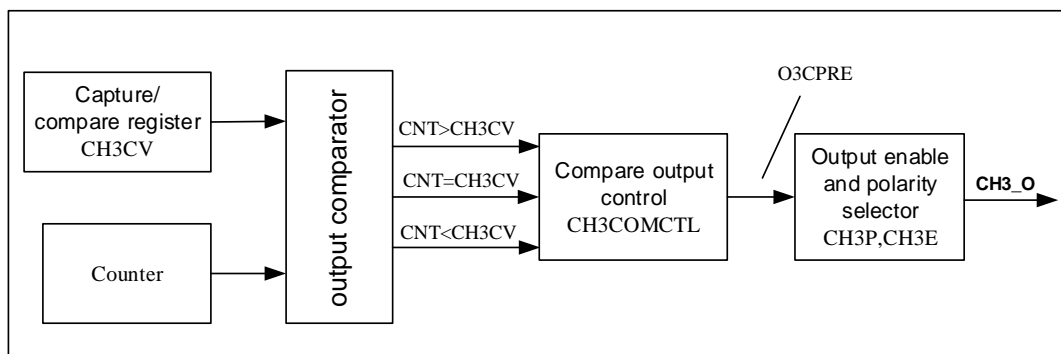 Capture/
compare register
CH3CV
Counter
output comparator
CNT>CH3CV
CNT=CH3CV
CNT<CH3CV
Compare output
control
CH3COMCTL
O3CPRE
Output enable
and polarity
selector
CH3P,CH3E
CH3_O